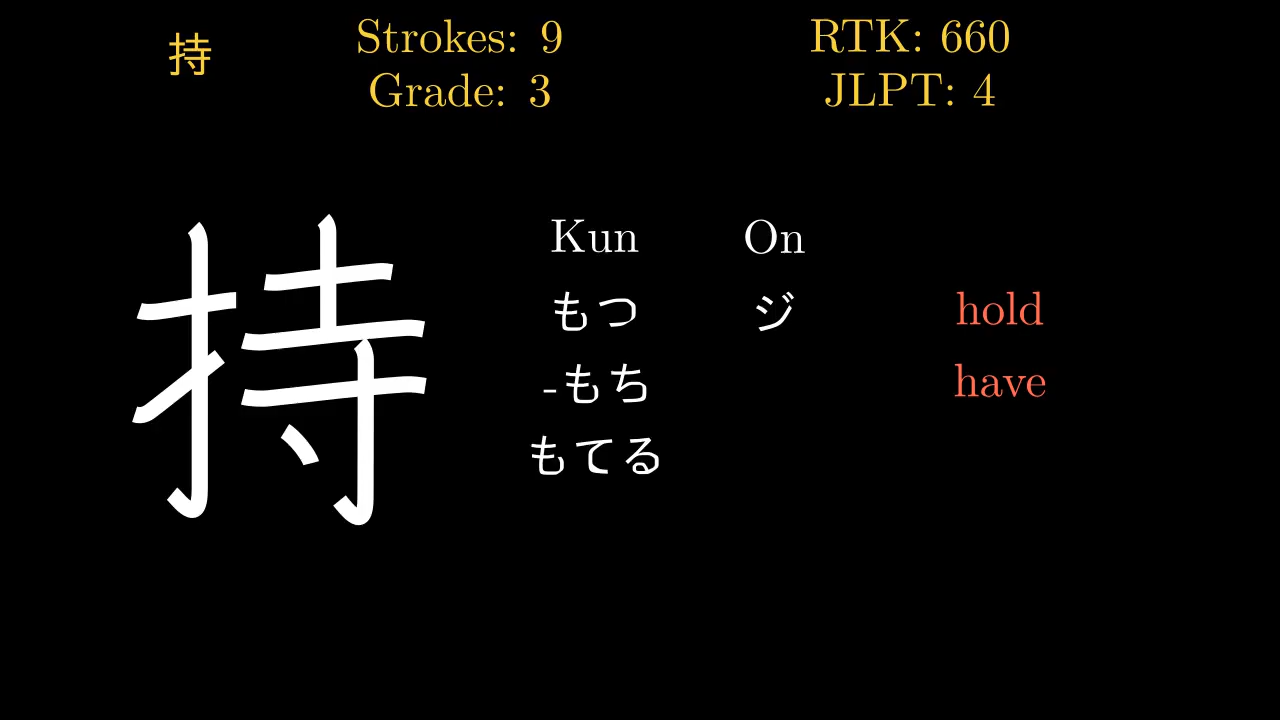 持
Strokes: 9
Grade: 3
RTK: 660
JLPT: 4
持
Kun
On
もつ
ジ
hold
-もち
have
もてる